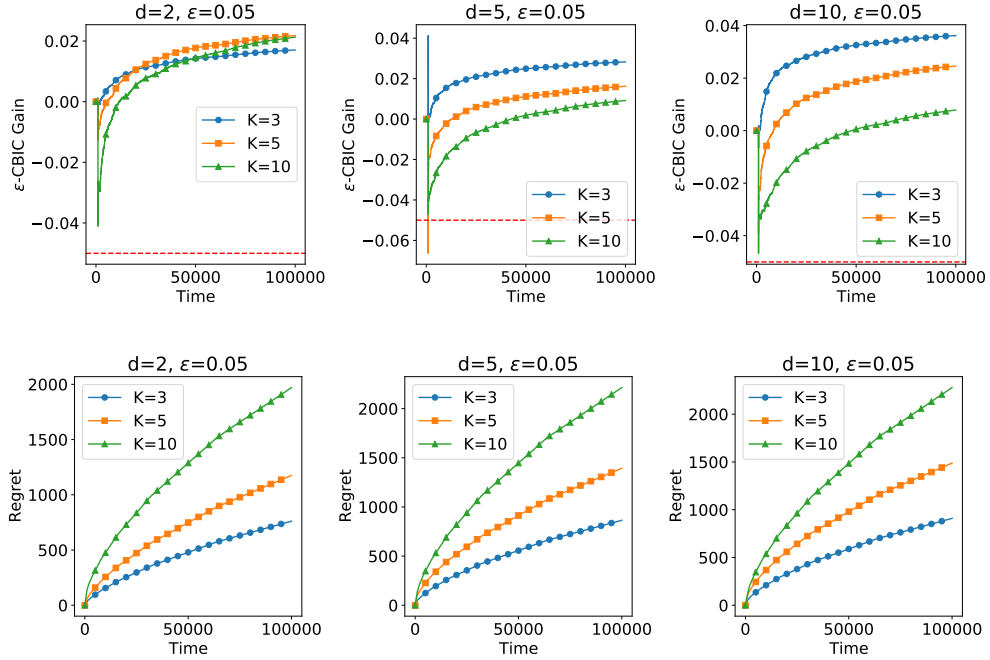 d=2, ε=0.05
ε-CBIC Gain
0.02
0.00
−0.02
−0.04
K=3
K=5
K=10
0
50000
100000
Time
d=5, ε=0.05
ε-CBIC Gain
0.04
0.02
0.00
−0.02
−0.04
−0.06
K=3
K=5
K=10
0
50000
100000
Time
d=10, ε=0.05
ε-CBIC Gain
0.04
0.02
0.00
−0.02
−0.04
K=3
K=5
K=10
0
50000
100000
Time
d=2, ε=0.05
Regret
2000
1500
1000
500
0
K=3
K=5
K=10
0
50000
100000
Time
d=5, ε=0.05
Regret
2000
1500
1000
500
0
K=3
K=5
K=10
0
50000
100000
Time
d=10, ε=0.05
Regret
2000
1500
1000
500
0
K=3
K=5
K=10
0
50000
100000
Time